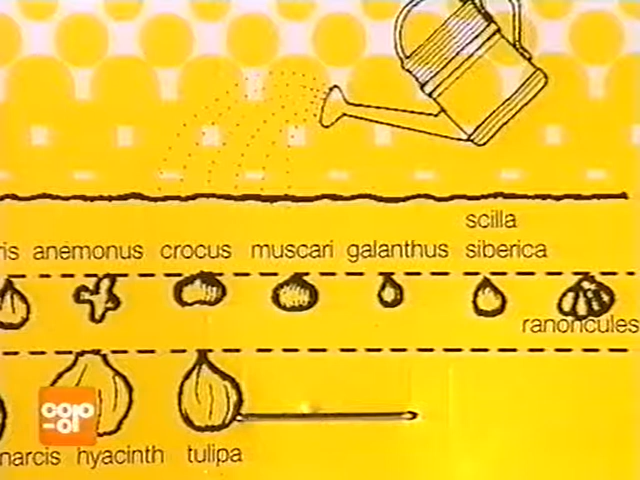 scilla
ris anemonus crocus muscari galanthus siberica
ranoncules
narcis hyacinth tulipa